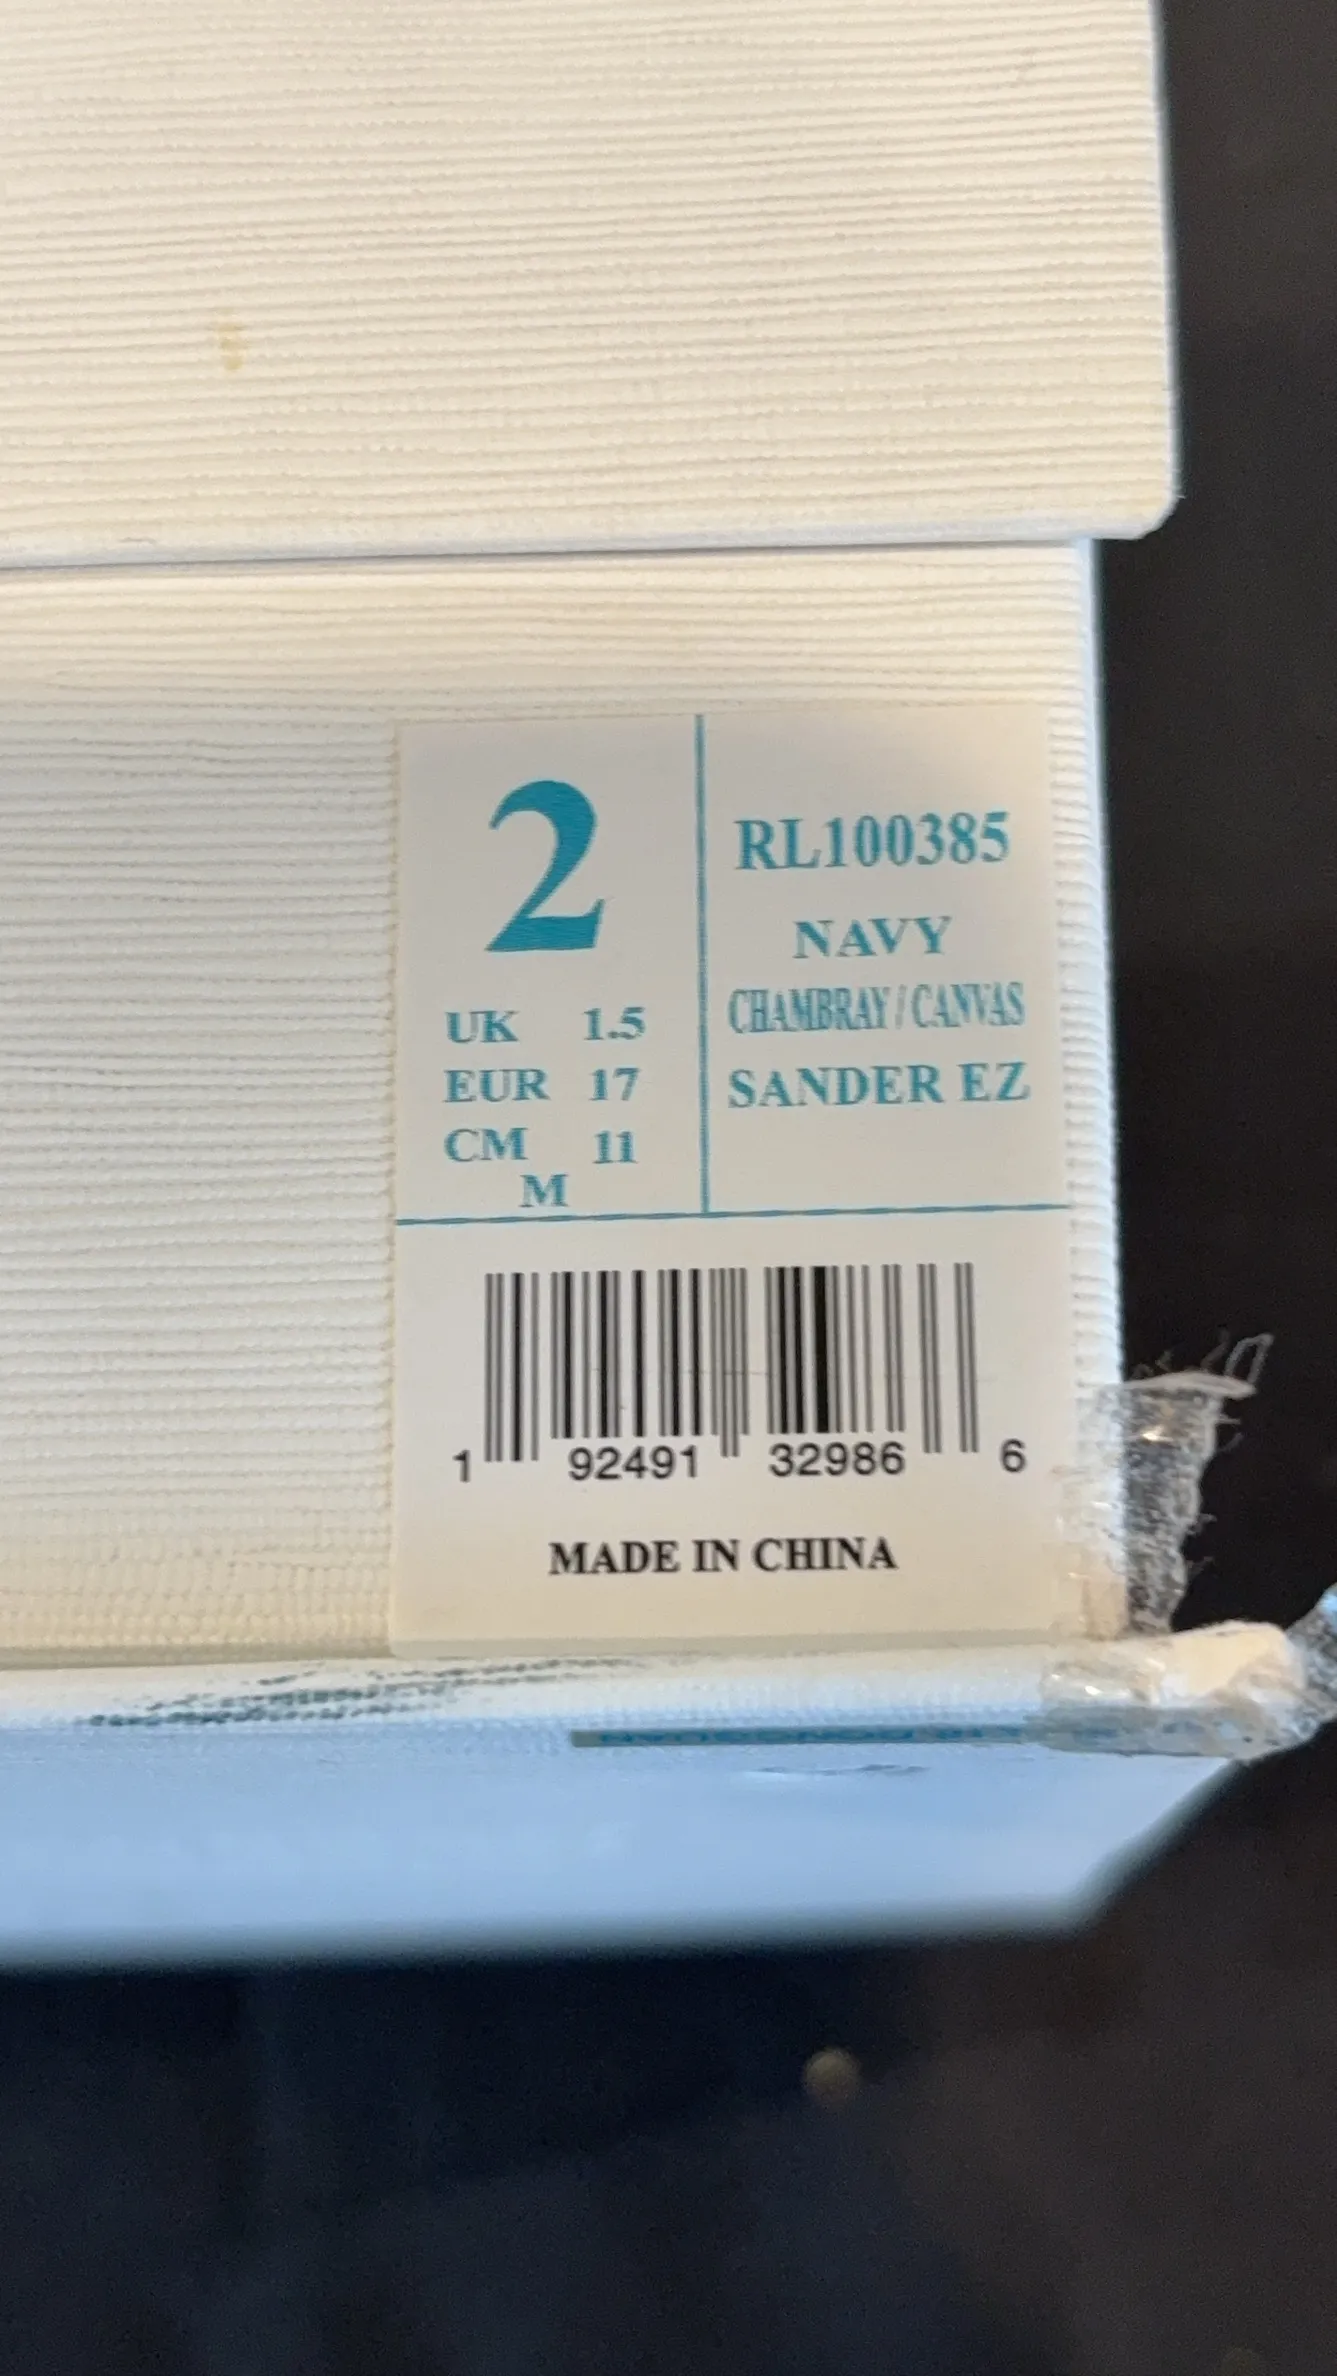 2
UK 1.5
EUR 17
CM 11
M
RL100385
NAVY
CHAMBRAY / CANVAS
SANDER EZ
1 92491 32986 6
MADE IN CHINA